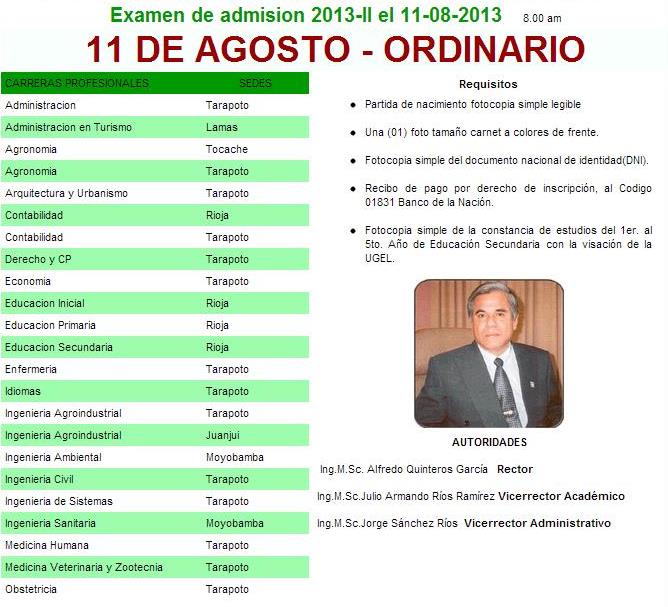 Examen de admision 2013-II el 11-08-2013 8.00 am
11 DE AGOSTO - ORDINARIO
CARRERAS PROFESIONALES SEDES
Administracion Tarapoto
Administracion en Turismo Lamas
Agronomia Tocache
Agronomia Tarapoto
Arquitectura y Urbanismo Tarapoto
Contabilidad Rioja
Contabilidad Tarapoto
Derecho y CP Tarapoto
Economia Tarapoto
Educacion Inicial Rioja
Educacion Primaria Rioja
Educacion Secundaria Rioja
Enfermeria Tarapoto
Idiomas Tarapoto
Ingenieria Agroindustrial Tarapoto
Ingenieria Agroindustrial Juanjui
Ingenieria Ambiental Moyobamba
Ingenieria Civil Tarapoto
Ingenieria de Sistemas Tarapoto
Ingenieria Sanitaria Moyobamba
Medicina Humana Tarapoto
Medicina Veterinaria y Zootecnia Tarapoto
Obstetricia Tarapoto
Requisitos
• Partida de nacimiento fotocopia simple legible
• Una (01) foto tamaño carnet a colores de frente.
• Fotocopia simple del documento nacional de identidad(DNI).
• Recibo de pago por derecho de inscripción, al Codigo
01831 Banco de la Nación.
• Fotocopia simple de la constancia de estudios del 1er. al
5to. Año de Educación Secundaria con la visación de la
UGEL.
AUTORIDADES
Ing.M.Sc. Alfredo Quinteros García Rector
Ing.M.Sc.Julio Armando Ríos Ramírez Vicerrector Académico
Ing.M.Sc.Jorge Sánchez Ríos Vicerrector Administrativo